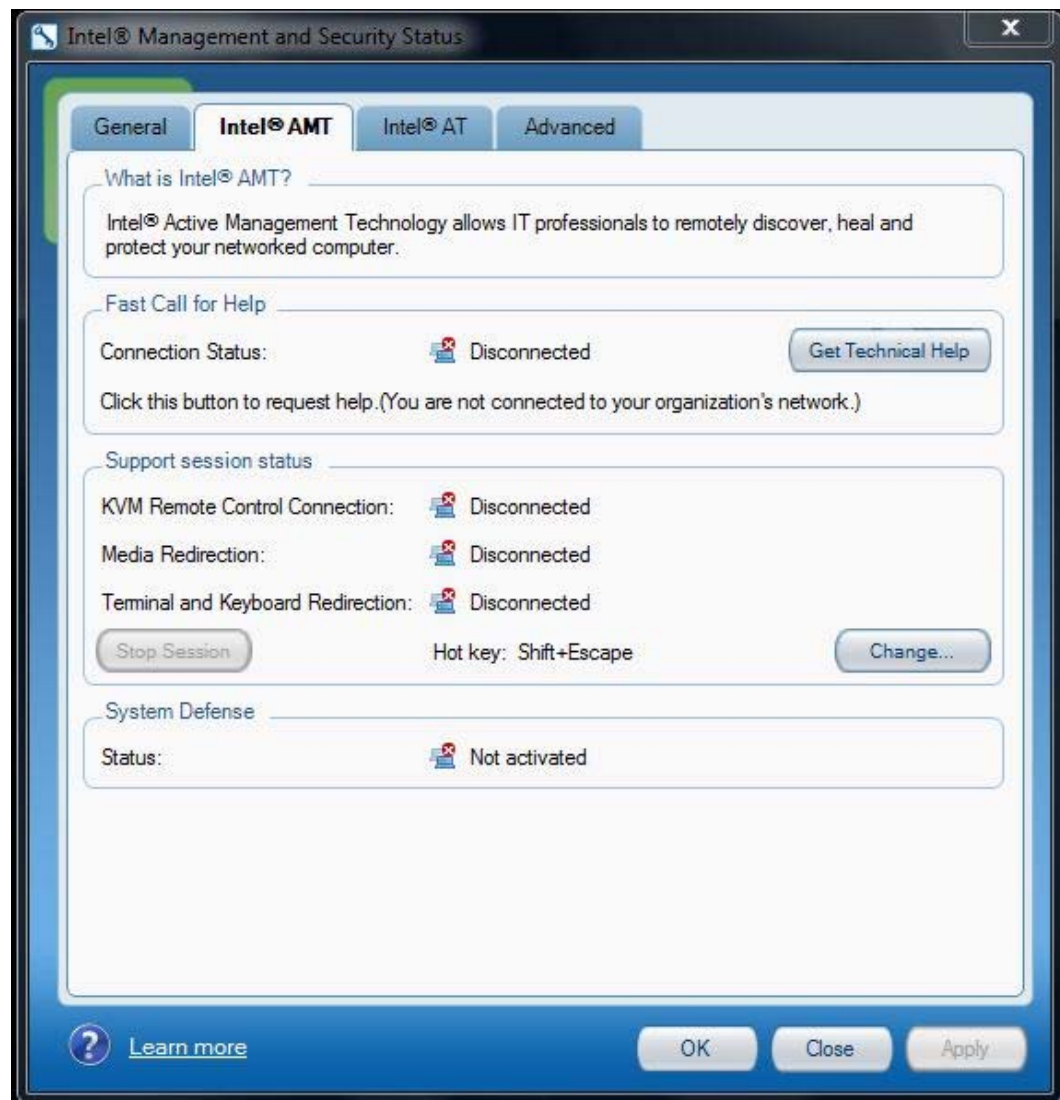 Intel® Management and Security Status
X
General
Intel® AMT
Intel® AT
Advanced
What is Intel® AMT?
Intel® Active Management Technology allows IT professionals to remotely discover, heal and
protect your networked computer.
Fast Call for Help
Connection Status: Disconnected Get Technical Help
Click this button to request help.(You are not connected to your organization's network.)
Support session status
KVM Remote Control Connection: Disconnected
Media Redirection: Disconnected
Terminal and Keyboard Redirection: Disconnected
Stop Session Hot key: Shift+Escape Change...
System Defense
Status: Not activated
? Learn more OK Close Apply